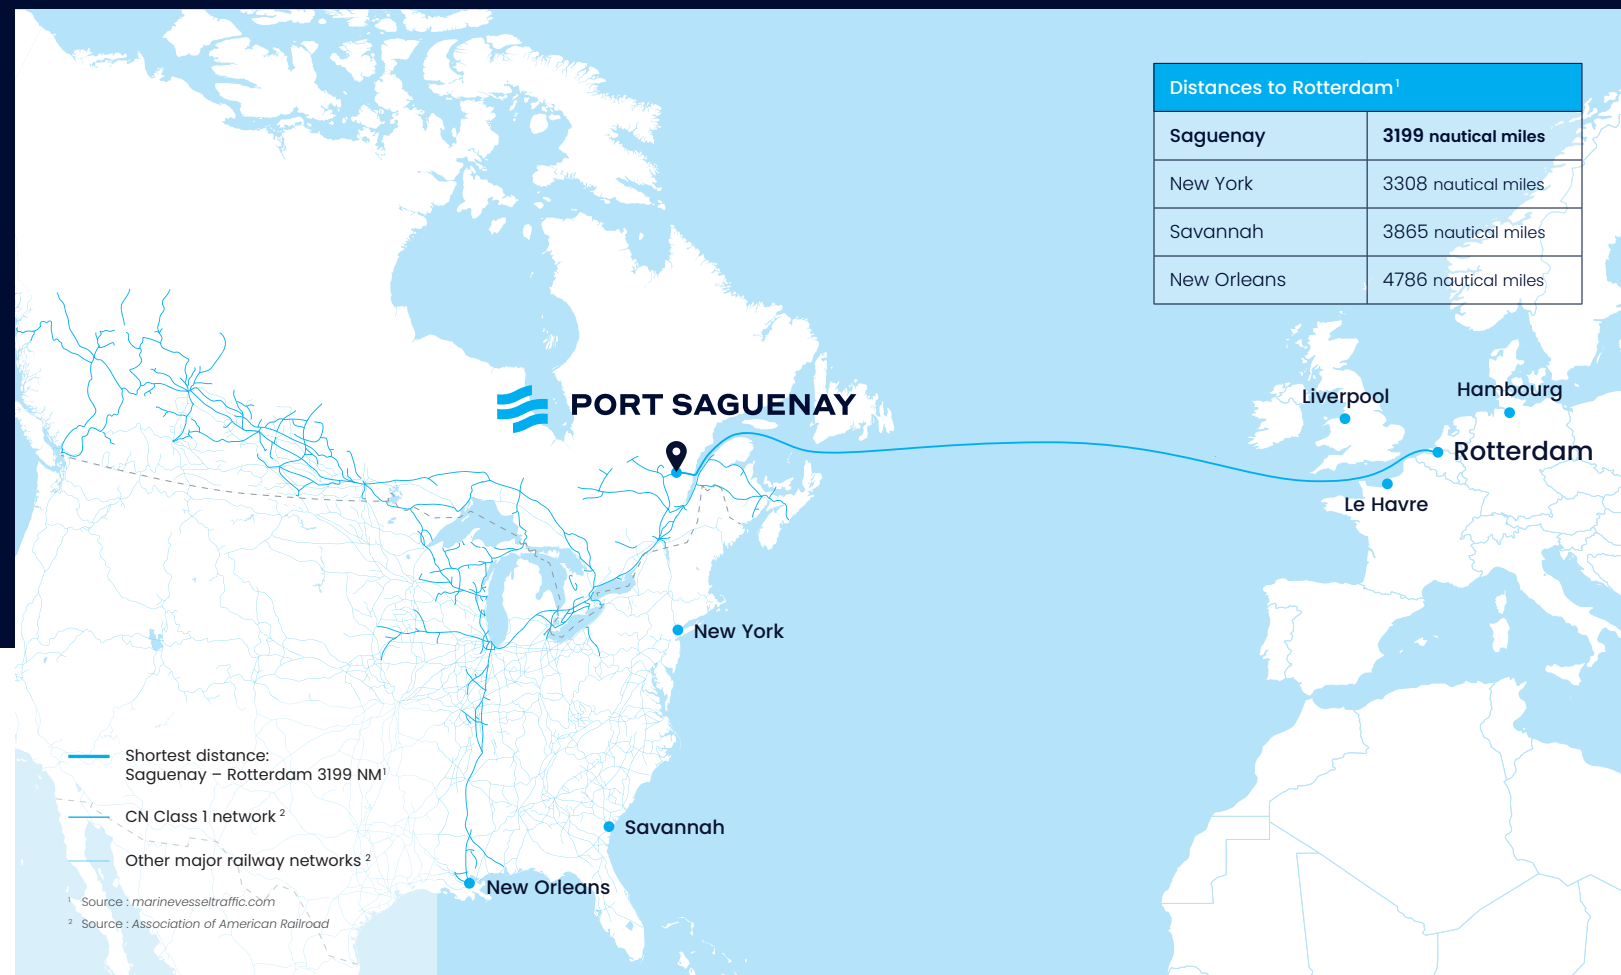 Distances to Rotterdam¹
Saguenay 3199 nautical miles
New York 3308 nautical miles
Savannah 3865 nautical miles
New Orleans 4786 nautical miles
Liverpool
Hambourg
PORT SAGUENAY
Rotterdam
Le Havre
New York
Shortest distance:
Saguenay – Rotterdam 3199 NM¹
CN Class 1 network ²
Savannah
Other major railway networks ²
New Orleans
¹ Source : marinevesseltraffic.com
² Source : Association of American Railroad